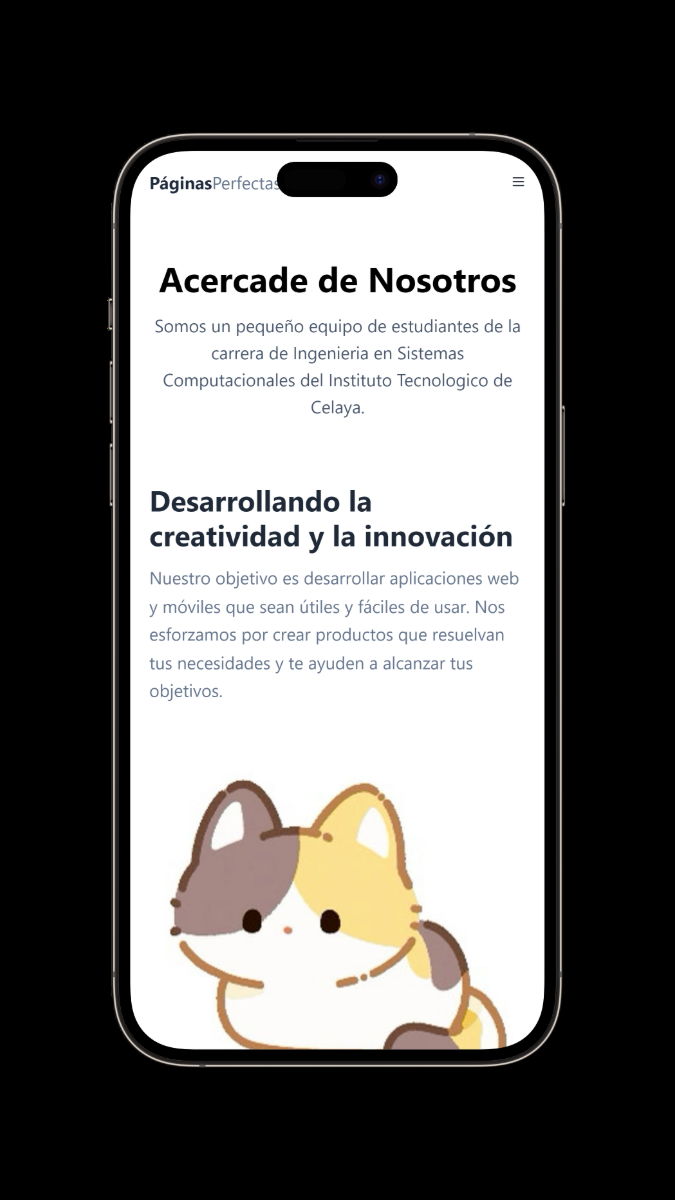 PáginasPerfectas
Acercade de Nosotros
Somos un pequeño equipo de estudiantes de la
carrera de Ingenieria en Sistemas
Computacionales del Instituto Tecnologico de
Celaya.
Desarrollando la
creatividad y la innovación
Nuestro objetivo es desarrollar aplicaciones web
y móviles que sean útiles y fáciles de usar. Nos
esforzamos por crear productos que resuelvan
tus necesidades y te ayuden a alcanzar tus
objetivos.